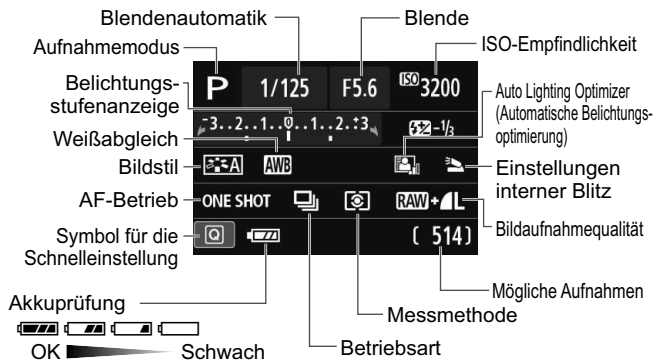 Blendenautomatik
Blende
Aufnahmemodus
ISO-Empfindlichkeit
P 1/125 F5.6 ISO 3200
Belichtungs-
stufenanzeige
-3..2..1..0..1..2.+3
-1/3
Auto Lighting Optimizer
(Automatische Belichtungs-
optimierung)
Weißabgleich
Bildstil
A AWB
Einstellungen
interner Blitz
AF-Betrieb
ONE SHOT RAW+L
Bildaufnahmequalität
Symbol für die
Schnelleinstellung
Q ( 514)
Mögliche Aufnahmen
Akkuprüfung
Messmethode
OK Schwach
Betriebsart